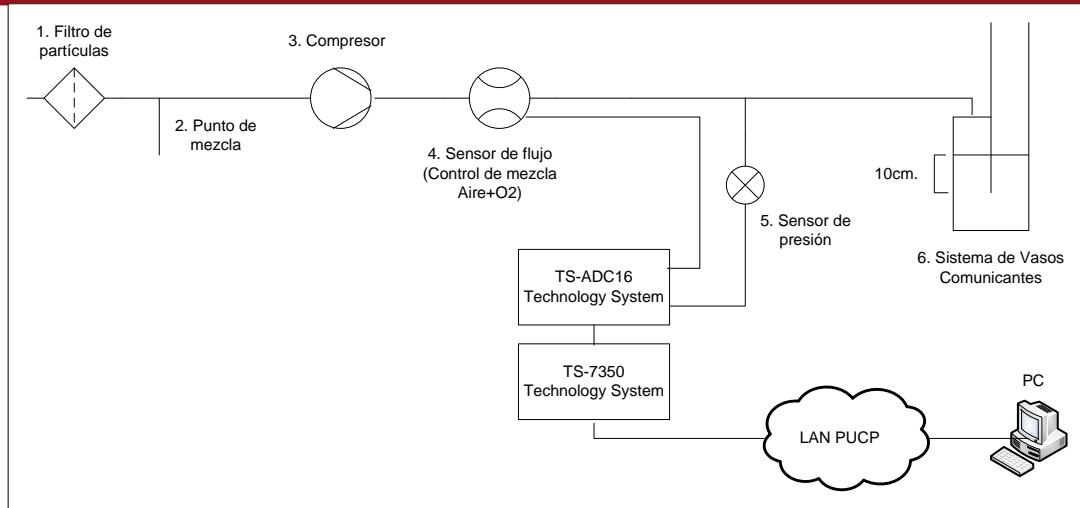 1. Filtro de
partículas
3. Compresor
2. Punto de
mezcla
4. Sensor de flujo
(Control de mezcla
Aire+O2)
10cm.
5. Sensor de
presión
6. Sistema de Vasos
Comunicantes
TS-ADC16
Technology System
TS-7350
Technology System
LAN PUCP
PC